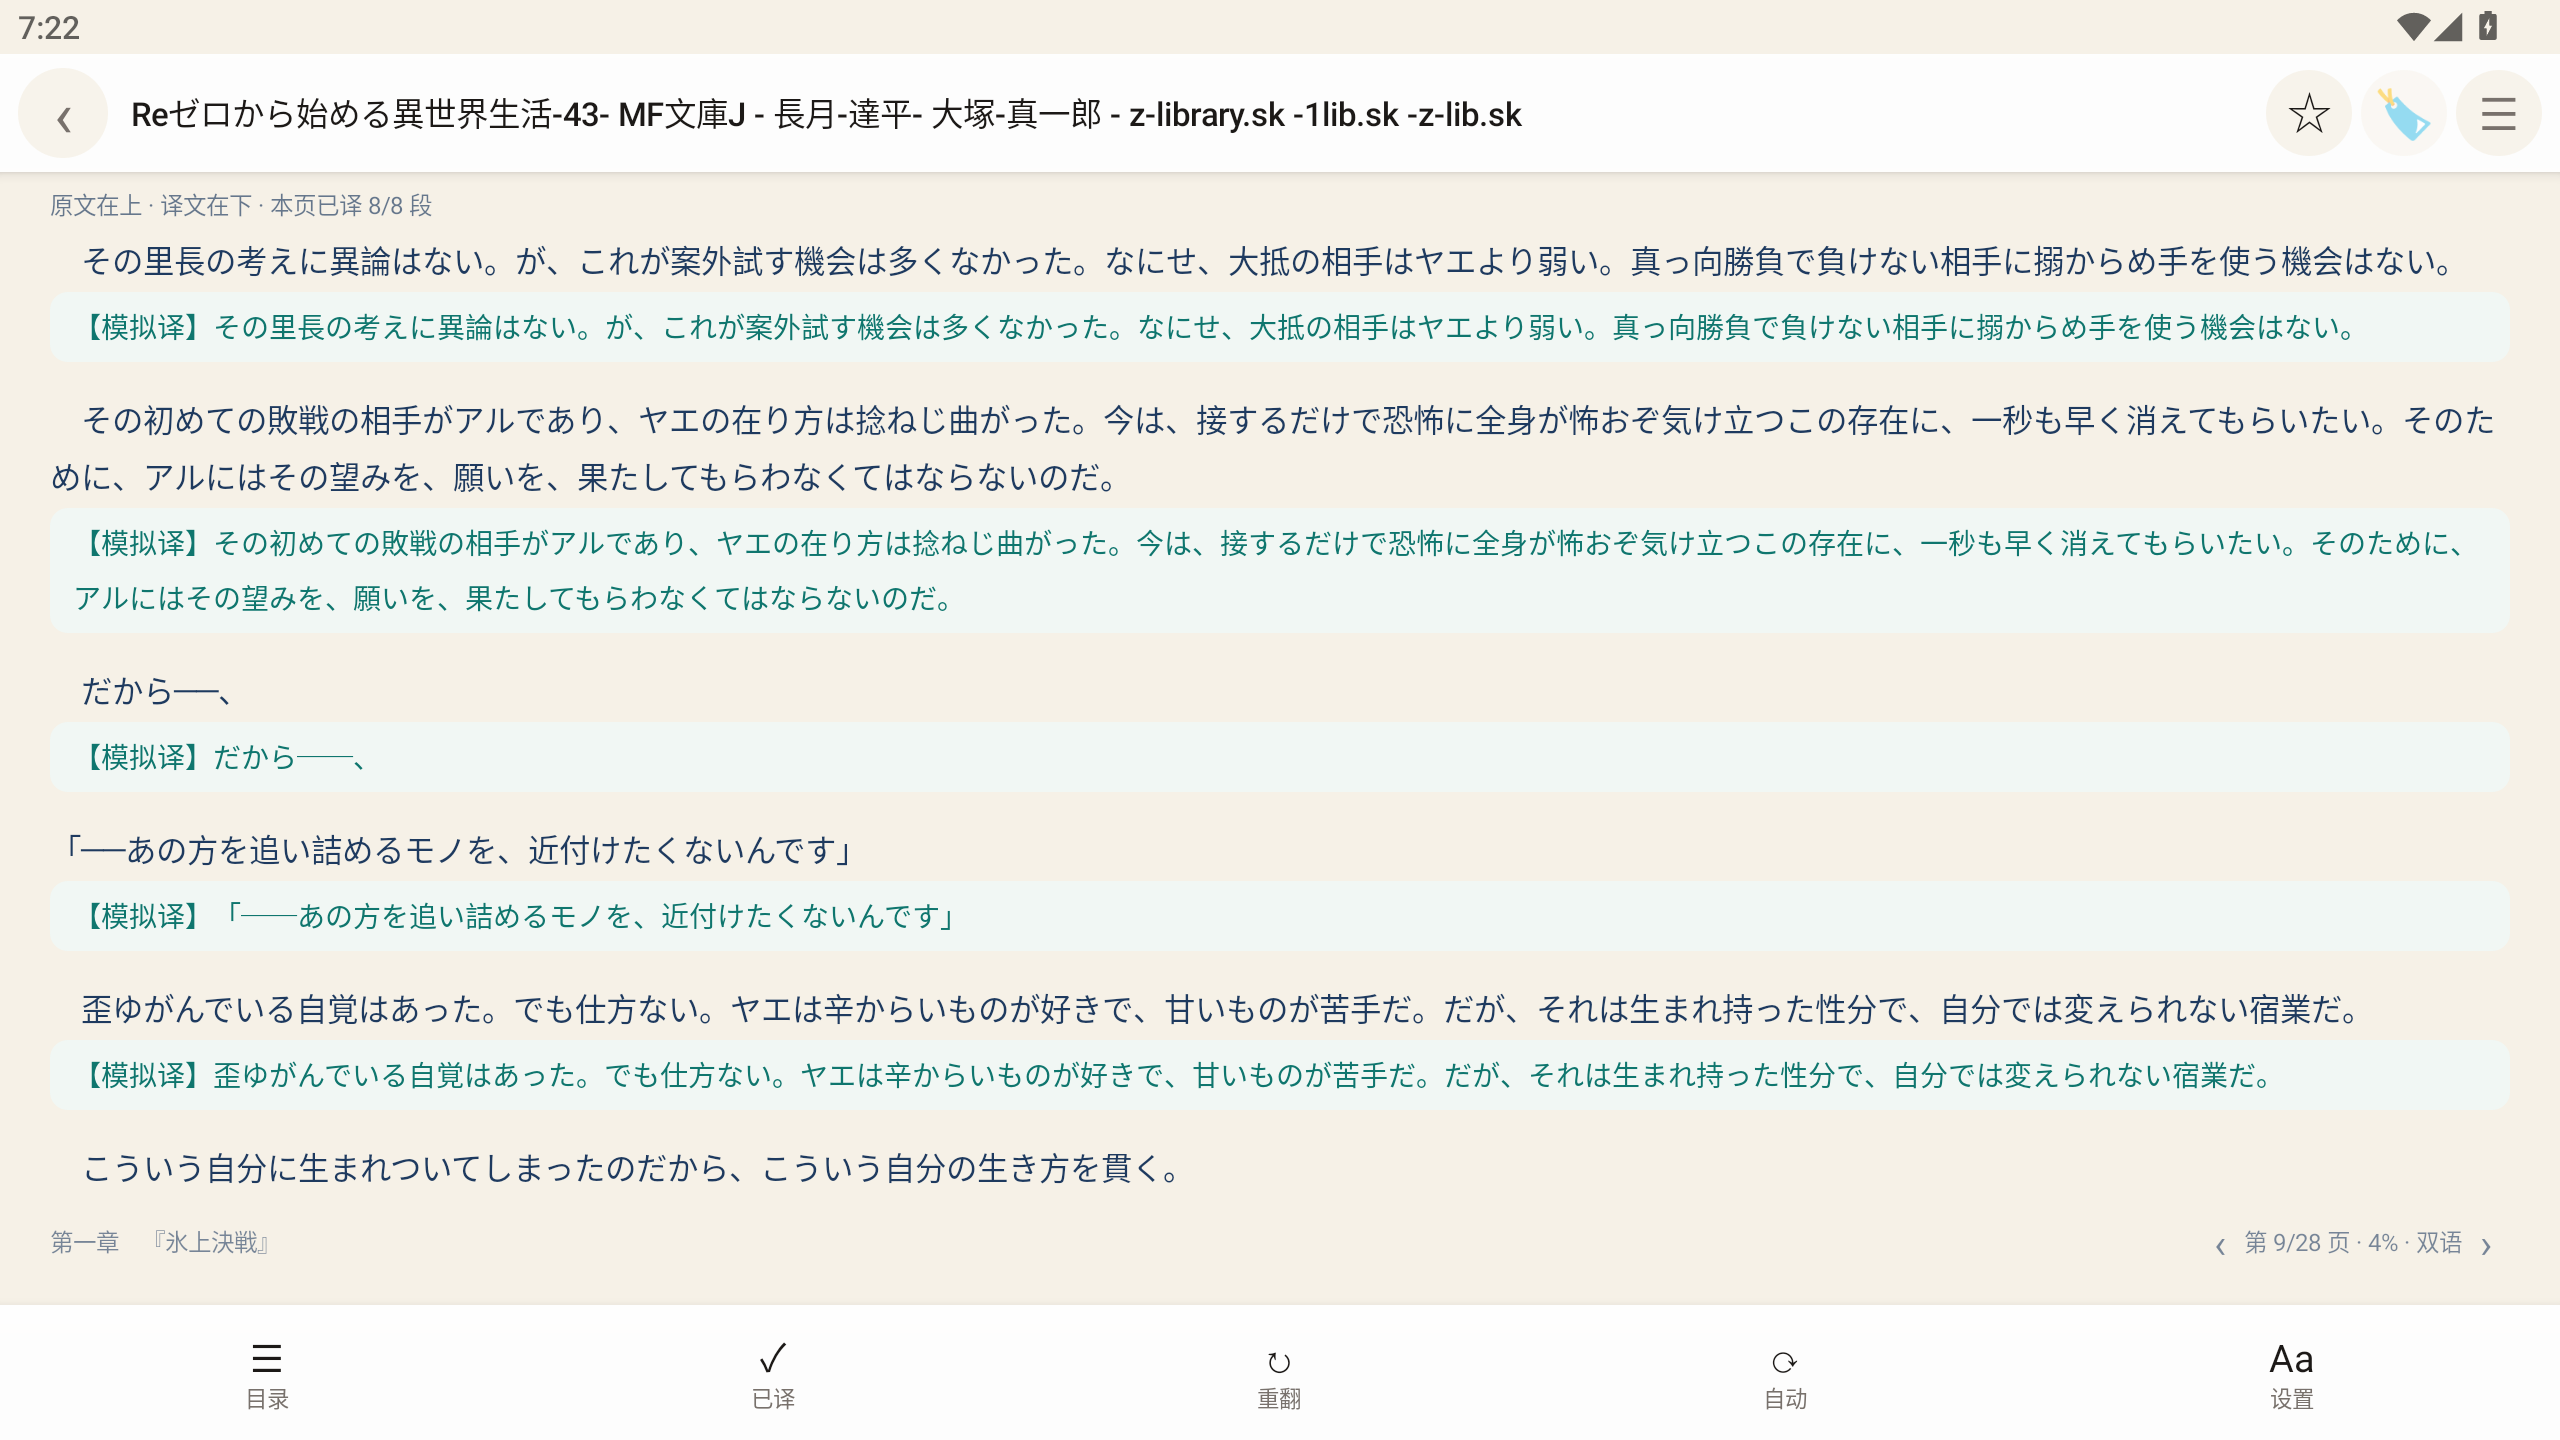 7:22
Reゼロから始める異世界生活-43- MF文庫J - 長月-達平- 大塚-真一郎 - z-library.sk -1lib.sk -z-lib.sk
原文在上 · 译文在下 · 本页已译 8/8 段
その里長の考えに異論はない。が、これが案外試す機会は多くなかった。なにせ、大抵の相手はヤエより弱い。真っ向勝負で負けない相手に搦からめ手を使う機会はない。
【模拟译】その里長の考えに異論はない。が、これが案外試す機会は多くなかった。なにせ、大抵の相手はヤエより弱い。真っ向勝負で負けない相手に搦からめ手を使う機会はない。
その初めての敗戦の相手がアルであり、ヤエの在り方は捻ねじ曲がった。今は、接するだけで恐怖に全身が怖おぞ気け立つこの存在に、一秒も早く消えてもらいたい。そのた
めに、アルにはその望みを、願いを、果たしてもらわなくてはならないのだ。
【模拟译】その初めての敗戦の相手がアルであり、ヤエの在り方は捻ねじ曲がった。今は、接するだけで恐怖に全身が怖おぞ気け立つこの存在に、一秒も早く消えてもらいたい。そのために、
アルにはその望みを、願いを、果たしてもらわなくてはならないのだ。
だから──、
【模拟译】だから──、
「──あの方を追い詰めるモノを、近付けたくないんです」
【模拟译】「──あの方を追い詰めるモノを、近付けたくないんです」
歪ゆがんでいる自覚はあった。でも仕方ない。ヤエは辛からいものが好きで、甘いものが苦手だ。だが、それは生まれ持った性分で、自分では変えられない宿業だ。
【模拟译】歪ゆがんでいる自覚はあった。でも仕方ない。ヤエは辛からいものが好きで、甘いものが苦手だ。だが、それは生まれ持った性分で、自分では変えられない宿業だ。
こういう自分に生まれついてしまったのだから、こういう自分の生き方を貫く。
第一章　『氷上決戦』
‹ 第 9/28 页 · 4% · 双语 ›
目录
已译
重翻
自动
Aa
设置